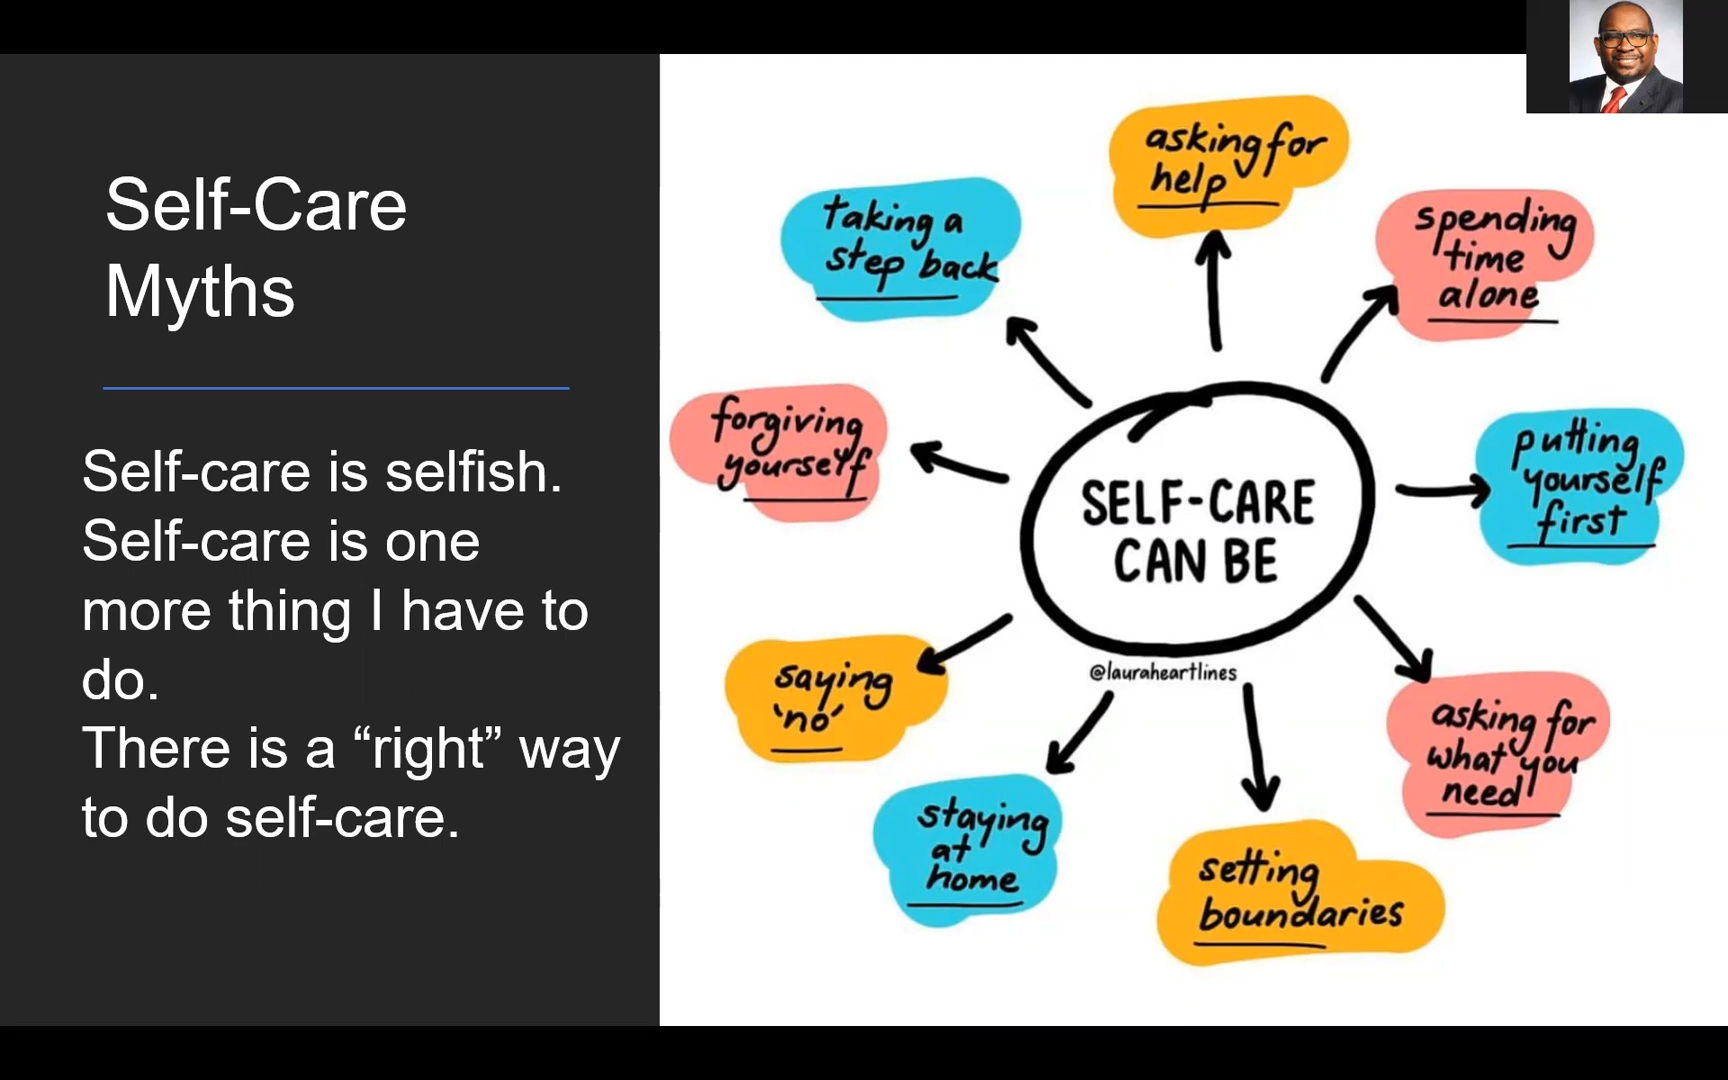 Self-Care
Myths
Self-care is selfish.
Self-care is one
more thing I have to
do.
There is a “right” way
to do self-care.
asking for
help
taking a
step back
spending
time
alone
forgiving
yourself
SELF-CARE
CAN BE
putting
yourself
first
@lauraheartlines
saying
‘no’
asking for
what you
need
staying
at
home
setting
boundaries